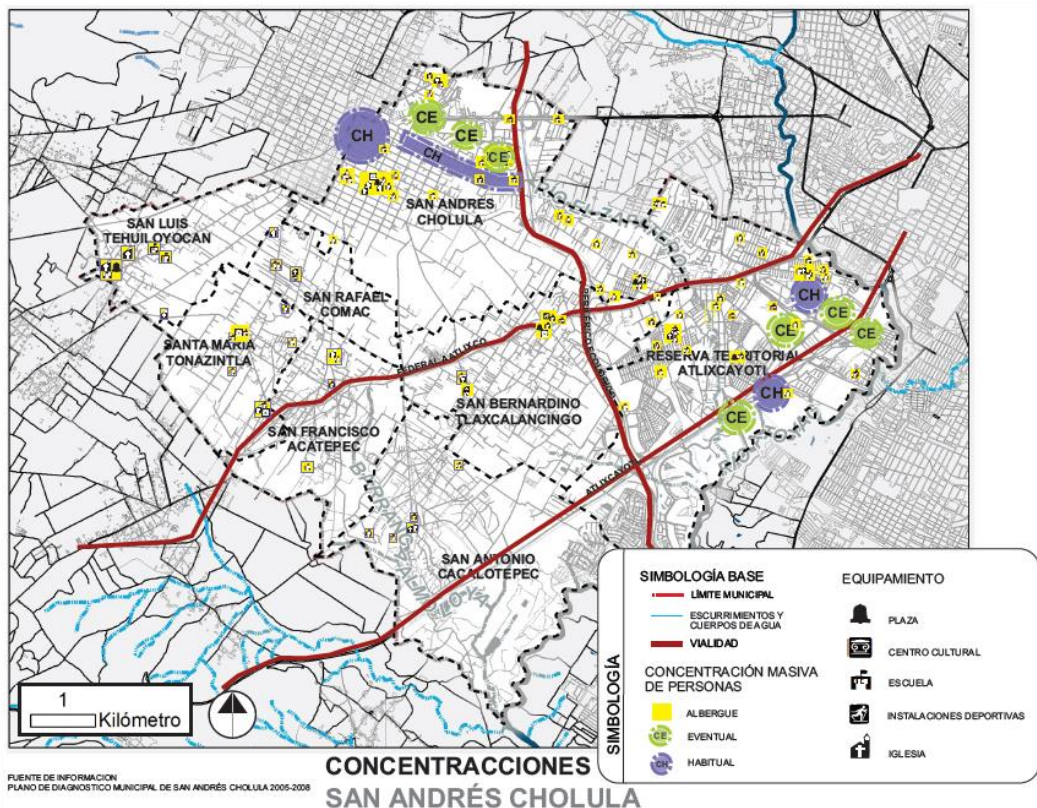 CH
CE
CE
CE
CH
SAN ANDRÉS
CHOLULA
SAN LUIS
TEHUILOYOCAN
SAN RAFAEL
COMAC
SANTA MARIA
TONAZINTLA
FEDERAL A ATLIXCO
CH
CE
CE
CE
RESERVA TERRITORIAL
ATLIXCAYOTL
CH
CE
SAN BERNARDINO
TLAXCALANCINGO
SAN FRANCISCO
ACATEPEC
ATLIXCAYOTL
SAN ANTONIO
CACALOTEPEC
1
Kilómetro
SIMBOLOGÍA
SIMBOLOGÍA BASE
LÍMITE MUNICIPAL
ESCURRIMIENTOS Y
CUERPOS DE AGUA
VIALIDAD
CONCENTRACIÓN MASIVA
DE PERSONAS
ALBERGUE
CE
EVENTUAL
CH
HABITUAL
EQUIPAMIENTO
PLAZA
CENTRO CULTURAL
ESCUELA
INSTALACIONES DEPORTIVAS
IGLESIA
FUENTE DE INFORMACION
PLANO DE DIAGNOSTICO MUNICIPAL DE SAN ANDRÉS CHOLULA 2005-2008
CONCENTRACCIONES
SAN ANDRÉS CHOLULA